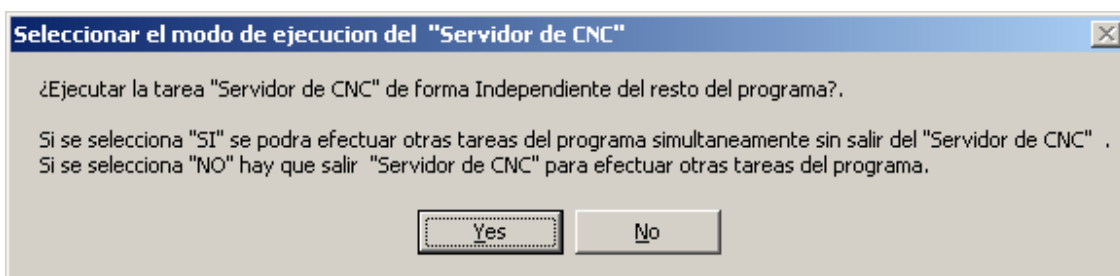 Seleccionar el modo de ejecucion del "Servidor de CNC"
¿Ejecutar la tarea "Servidor de CNC" de forma Independiente del resto del programa?.
Si se selecciona "SI" se podra efectuar otras tareas del programa simultaneamente sin salir del "Servidor de CNC" .
Si se selecciona "NO" hay que salir "Servidor de CNC" para efectuar otras tareas del programa.
Yes
No